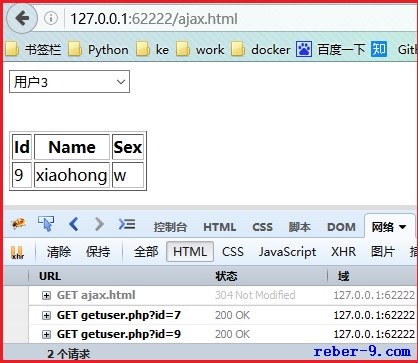 127.0.0.1:62222/ajax.html
书签栏 Python ke work docker 百度一下 知 Gith
用户3
Id Name Sex
9 xiaohong w
控制台 HTML CSS 脚本 DOM 网络
xhr 清除 保持 全部 HTML CSS JavaScript XHR 图片 插
URL 状态 域
GET ajax.html 304 Not Modified 127.0.0.1:62222
GET getuser.php?id=7 200 OK 127.0.0.1:62222
GET getuser.php?id=9 200 OK 127.0.0.1:62222
2 个请求
reber-9.com